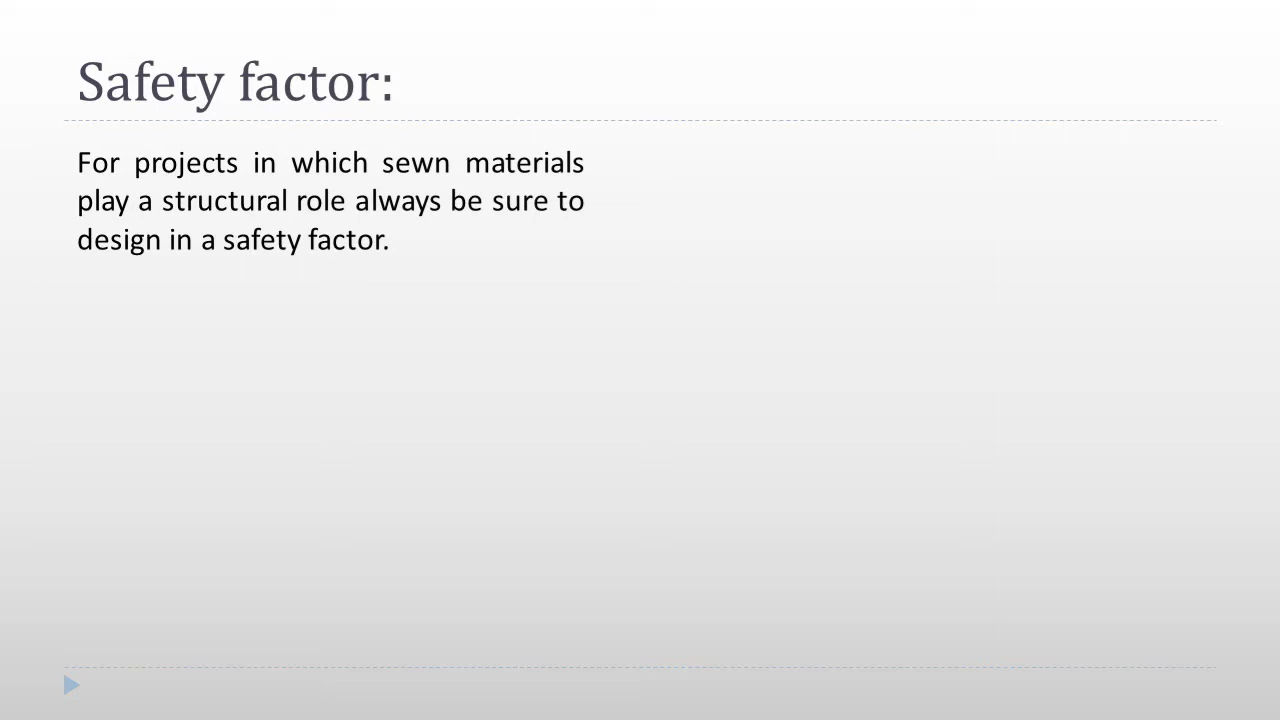 Safety factor:
For projects in which sewn materials
play a structural role always be sure to
design in a safety factor.